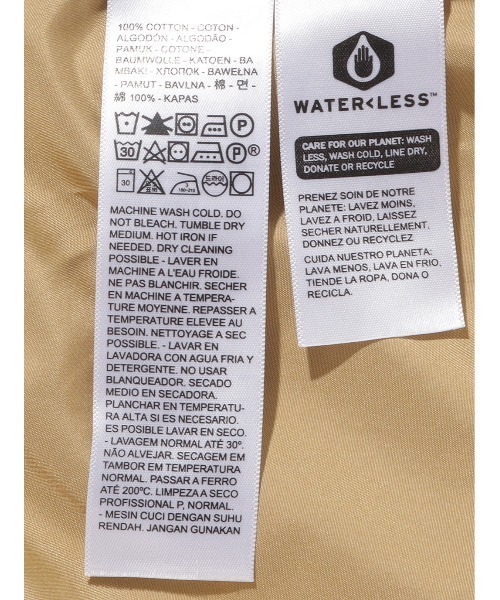 100% COTTON - COTON -
ALGODÓN - ALGODÃO -
PAMUK - COTONE -
BAUMWOLLE - KATOEN - BA
MBAKI - ХЛОПОК - BAWEŁNA
- PAMUT - BAVLNA - 棉 - 면 -
綿 100% - KAPAS
P
30 P®
30 180-210 드라이
MACHINE WASH COLD. DO
NOT BLEACH. TUMBLE DRY
MEDIUM. HOT IRON IF
NEEDED. DRY CLEANING
POSSIBLE - LAVER EN
MACHINE A L'EAU FROIDE.
NE PAS BLANCHIR. SECHER
EN MACHINE A TEMPERA-
TURE MOYENNE. REPASSER A
TEMPERATURE ELEVEE AU
BESOIN. NETTOYAGE A SEC
POSSIBLE. - LAVAR EN
LAVADORA CON AGUA FRIA Y
DETERGENTE. NO USAR
BLANQUEADOR. SECADO
MEDIO EN SECADORA.
PLANCHAR EN TEMPERATU-
RA ALTA SI ES NECESARIO.
ES POSIBLE LAVAR EN SECO.
- LAVAGEM NORMAL ATÉ 30º.
NÃO ALVEJAR. SECAGEM EM
TAMBOR EM TEMPERATURA
NORMAL. PASSAR A FERRO
ATÉ 200ºC. LIMPEZA A SECO
PROFISSIONAL P, NORMAL.
- MESIN CUCI DENGAN SUHU
RENDAH. JANGAN GUNAKAN
WATER<LESS™
CARE FOR OUR PLANET: WASH
LESS, WASH COLD, LINE DRY,
DONATE OR RECYCLE
PRENEZ SOIN DE NOTRE
PLANETE: LAVEZ MOINS,
LAVEZ A FROID, LAISSEZ
SECHER NATURELLEMENT,
DONNEZ OU RECYCLEZ
CUIDA NUESTRO PLANETA:
LAVA MENOS, LAVA EN FRIO,
TIENDE LA ROPA, DONA O
RECICLA.